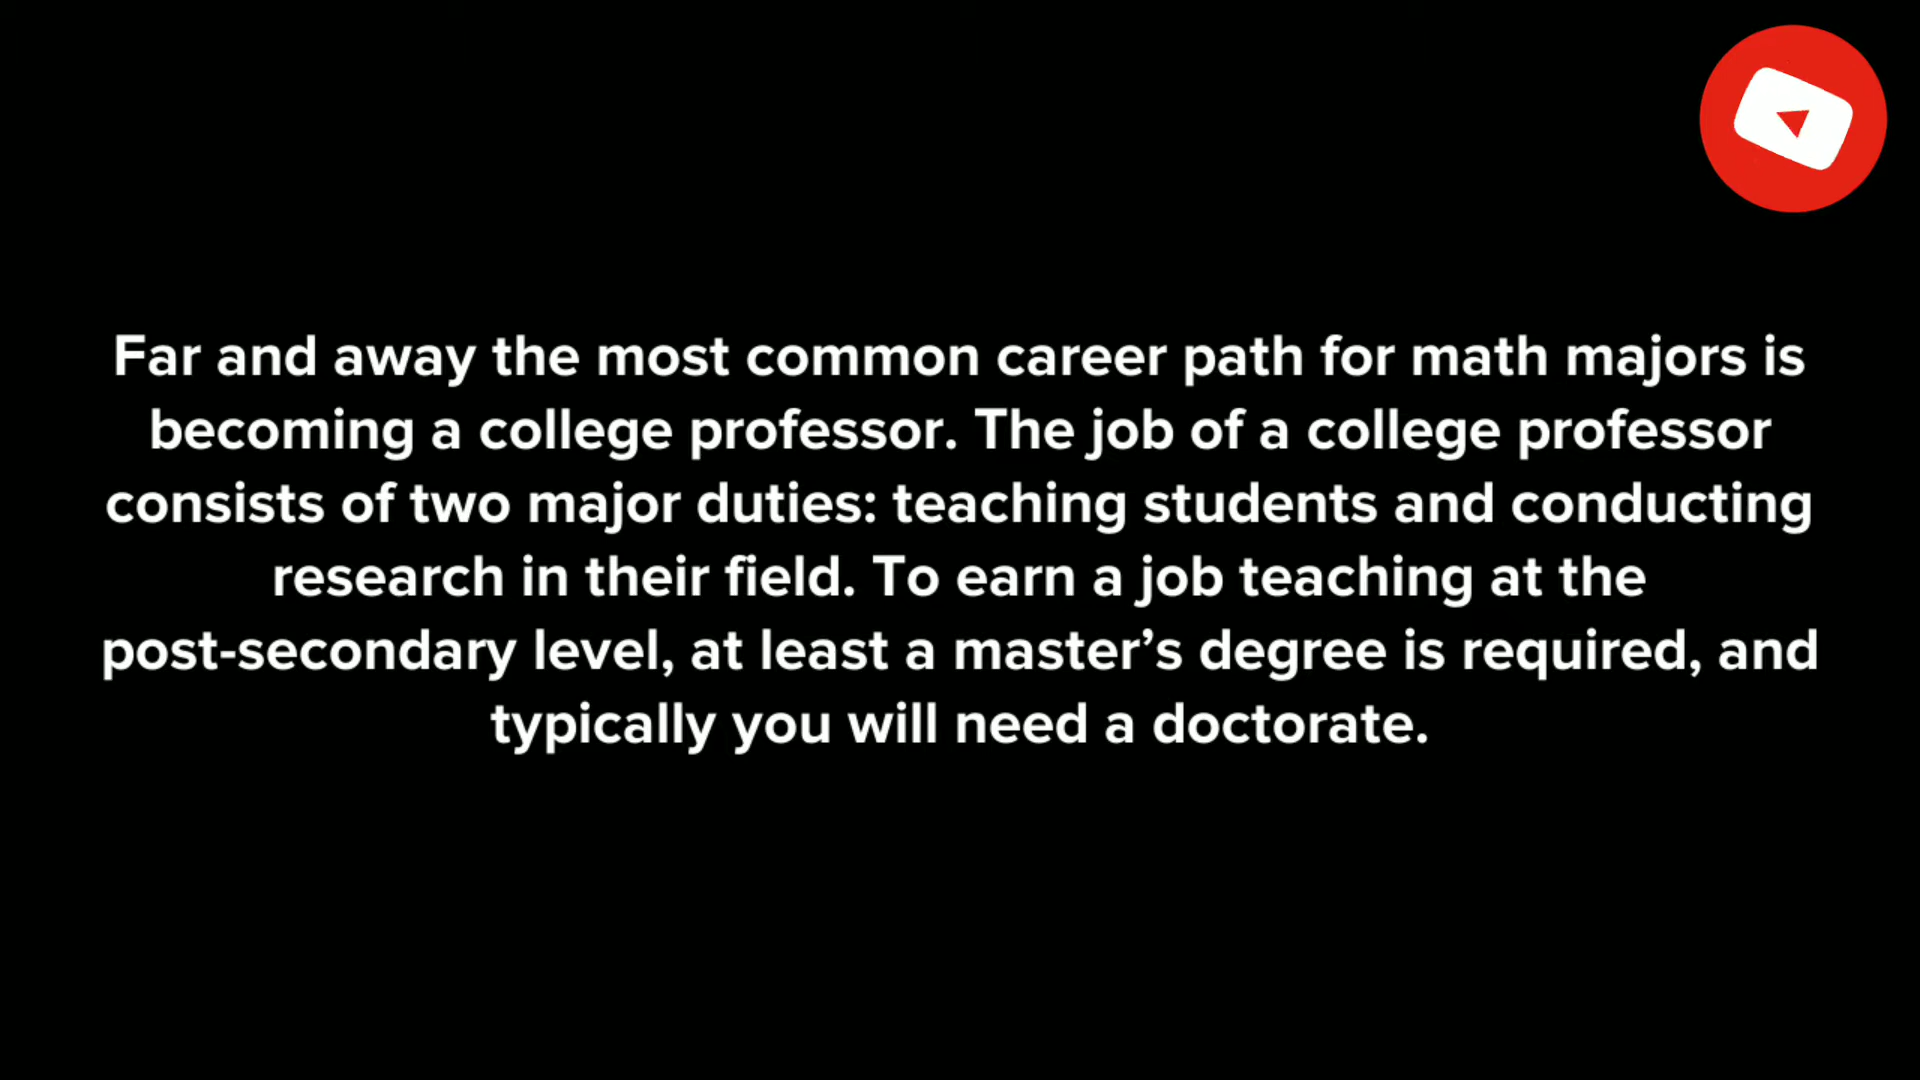 Far and away the most common career path for math majors is
becoming a college professor. The job of a college professor
consists of two major duties: teaching students and conducting
research in their field. To earn a job teaching at the
post-secondary level, at least a master’s degree is required, and
typically you will need a doctorate.